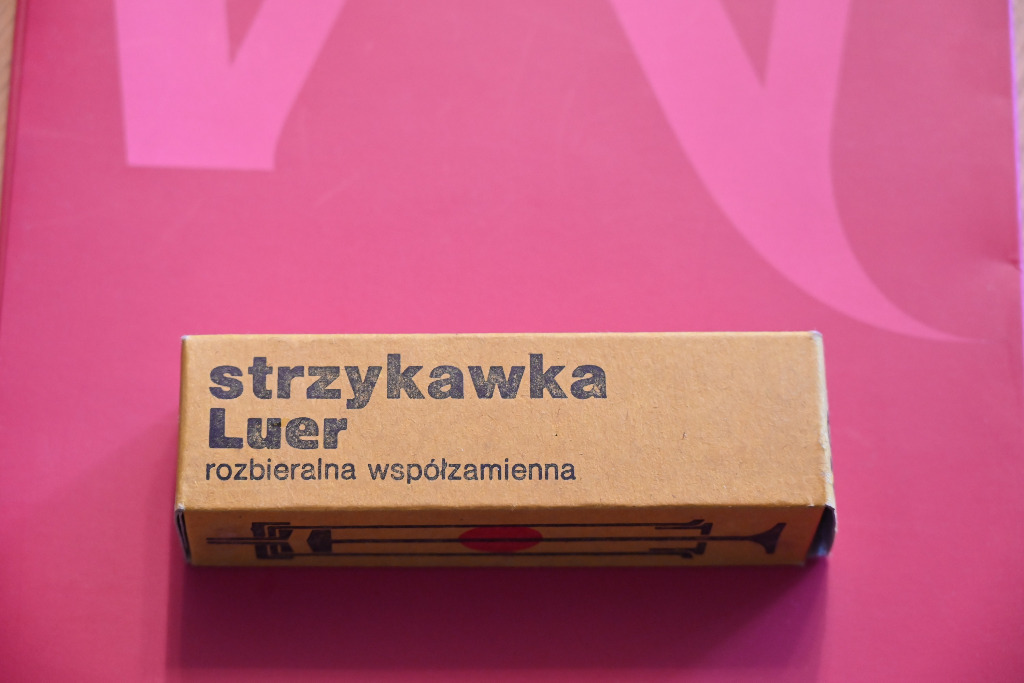 strzykawka
Luer
rozbieralna współzamienna